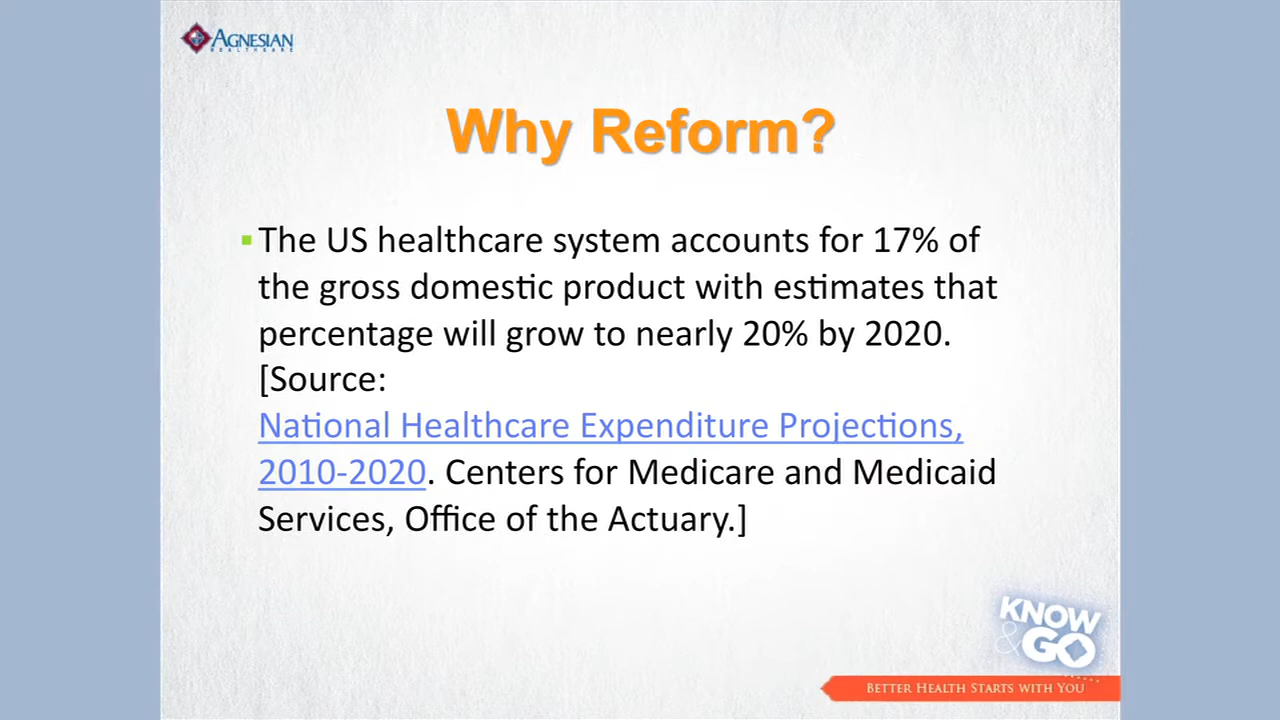 AGNESIAN
HEALTHCARE
Why Reform?
The US healthcare system accounts for 17% of
the gross domestic product with estimates that
percentage will grow to nearly 20% by 2020.
[Source:
National Healthcare Expenditure Projections,
2010-2020. Centers for Medicare and Medicaid
Services, Office of the Actuary.]
KNOW
& GO
BETTER HEALTH STARTS WITH YOU